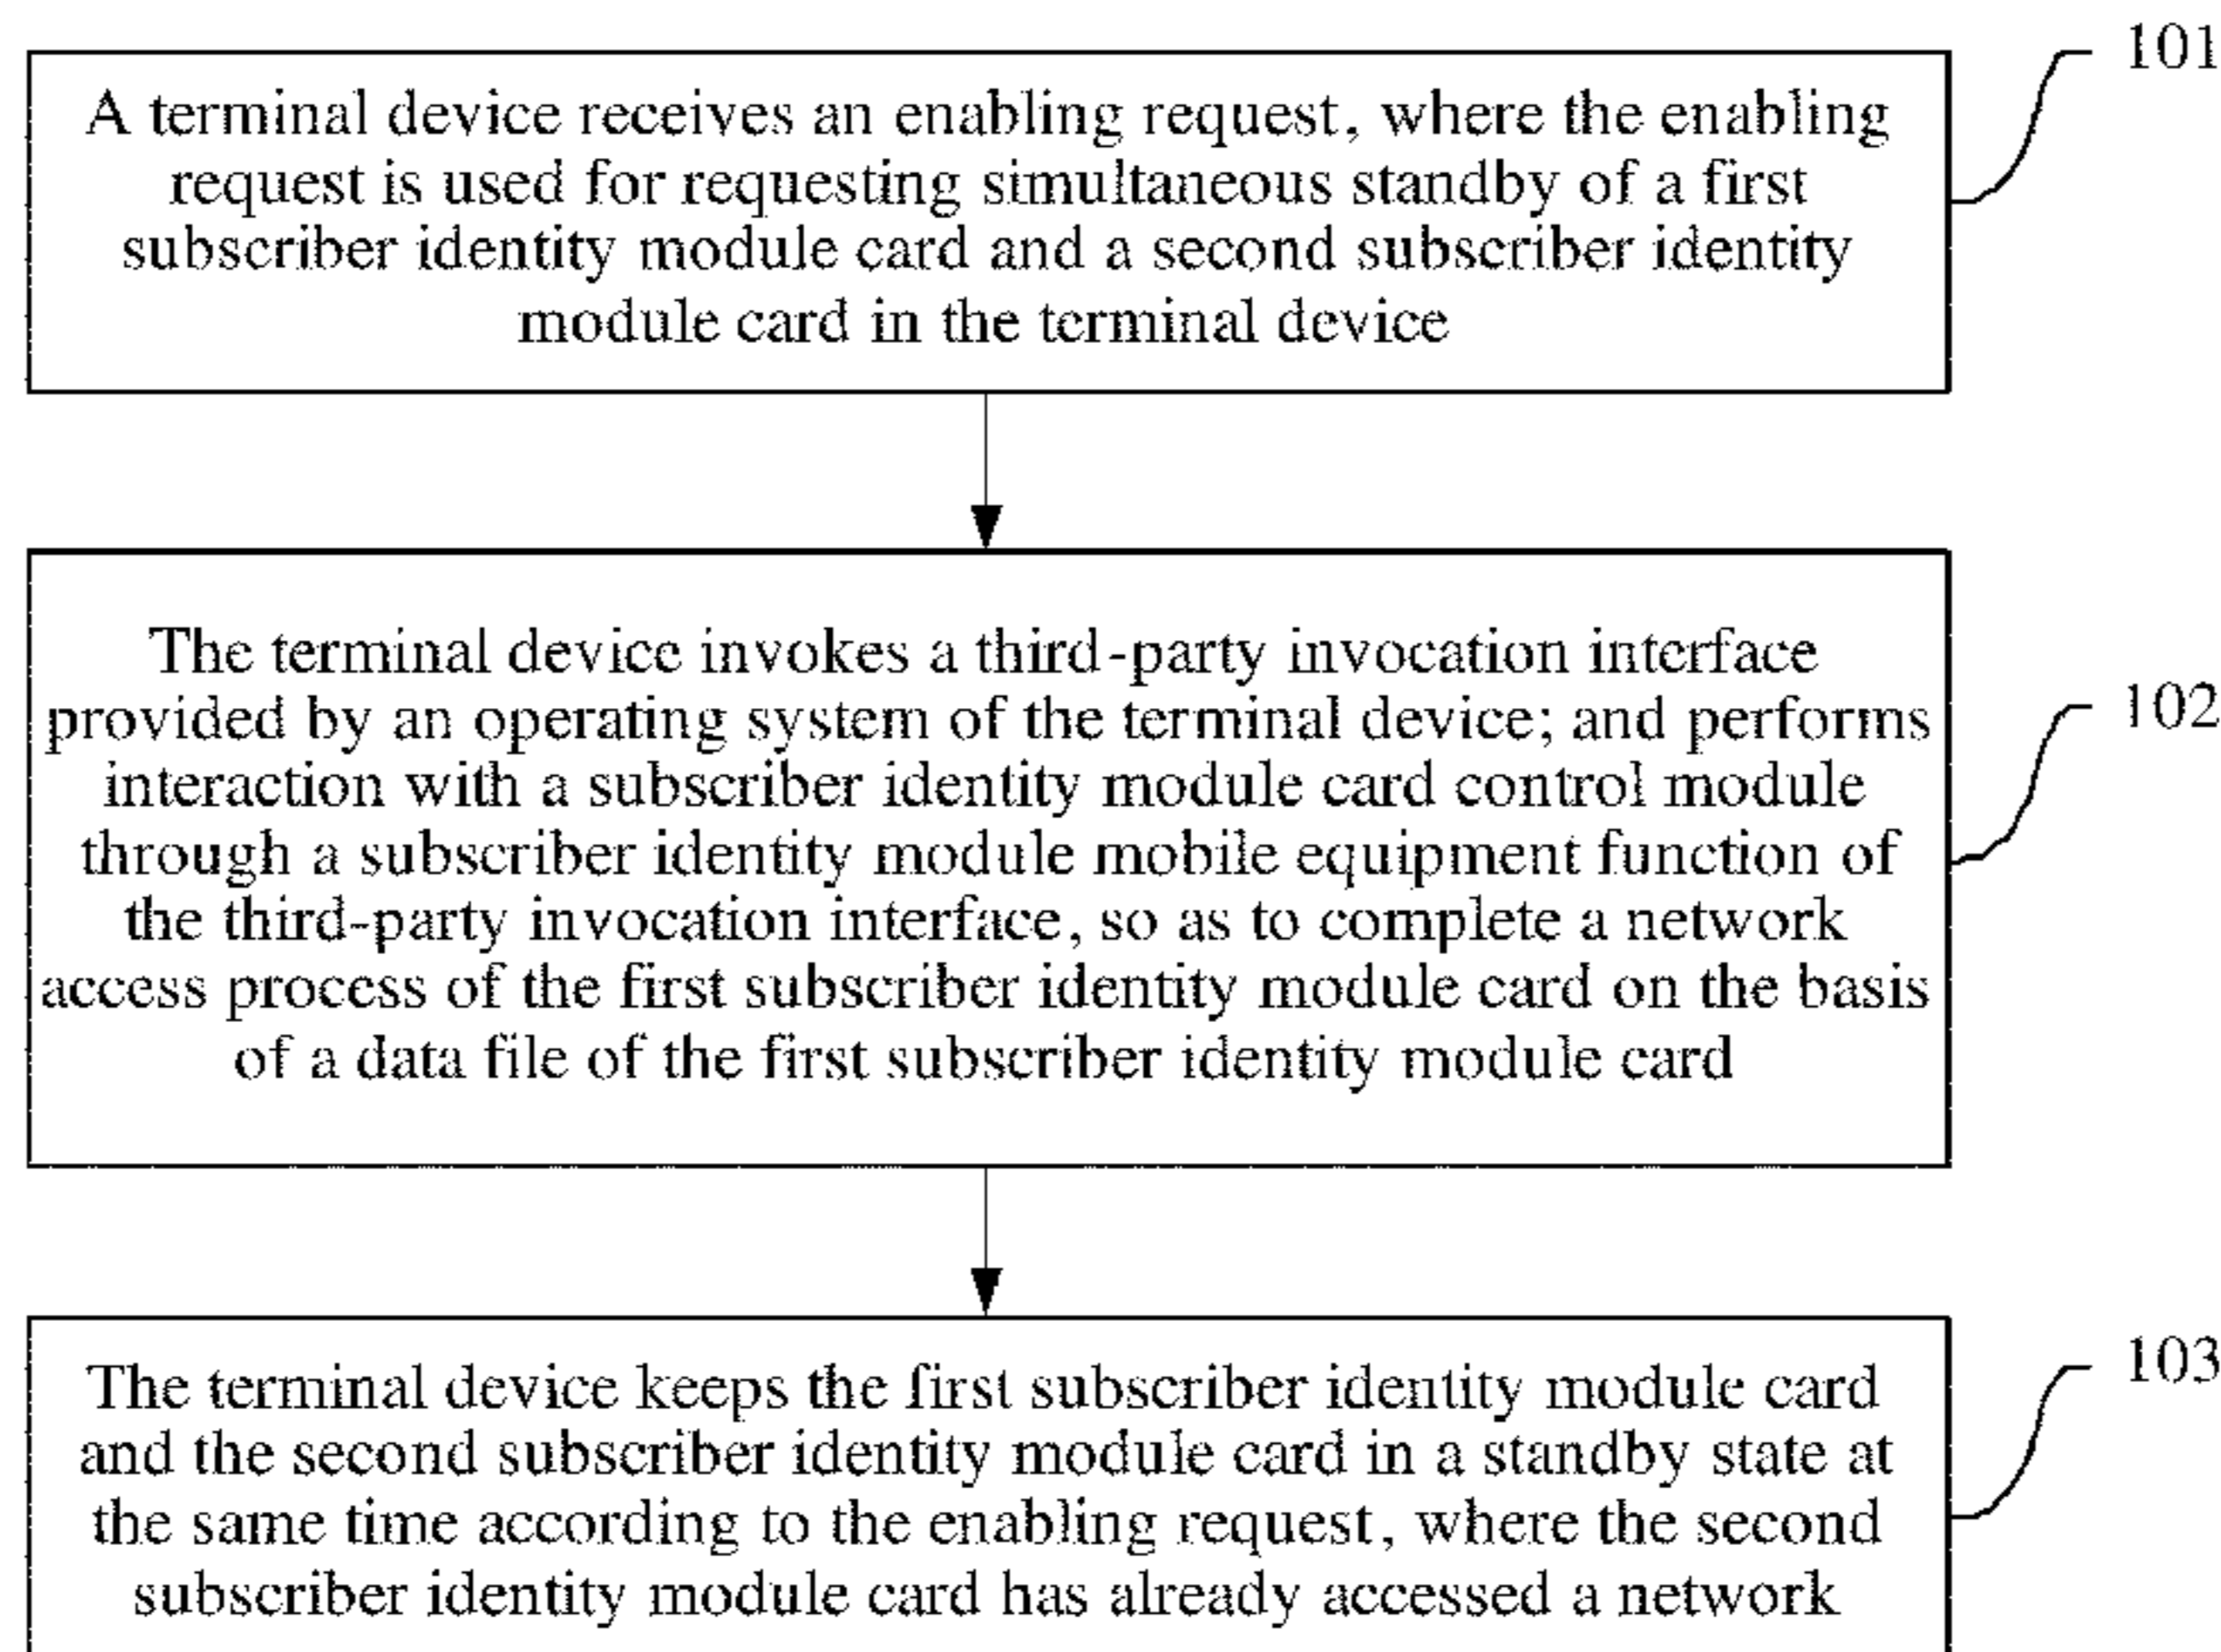 101
A terminal device receives an enabling request, where the enabling
request is used for requesting simultaneous standby of a first
subscriber identity module card and a second subscriber identity
module card in the terminal device
102
The terminal device invokes a third-party invocation interface
provided by an operating system of the terminal device; and performs
interaction with a subscriber identity module card control module
through a subscriber identity module mobile equipment function of
the third-party invocation interface, so as to complete a network
access process of the first subscriber identity module card on the basis
of a data file of the first subscriber identity module card
103
The terminal device keeps the first subscriber identity module card
and the second subscriber identity module card in a standby state at
the same time according to the enabling request, where the second
subscriber identity module card has already accessed a network